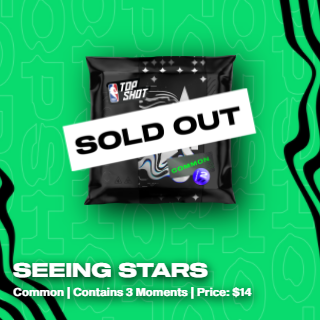 TOP
SHOT
SOLD OUT
COMMON
SEEING STARS
Common | Contains 3 Moments | Price: $14